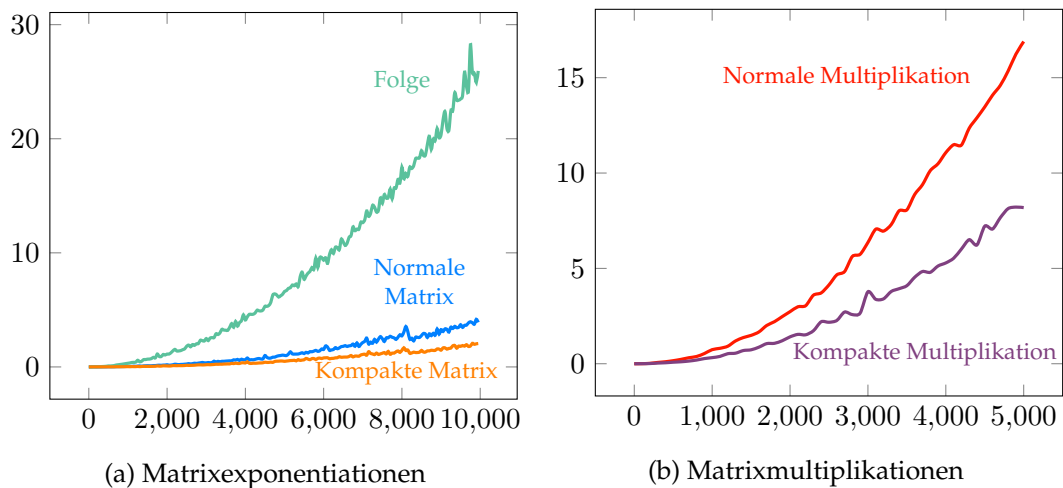 30
20
10
0
Folge
Normale
Matrix
Kompakte Matrix
0 2,000 4,000 6,000 8,000 10,000
(a) Matrixexponentiationen
15
10
5
0
Normale Multiplikation
Kompakte Multiplikation
0 1,000 2,000 3,000 4,000 5,000
(b) Matrixmultiplikationen